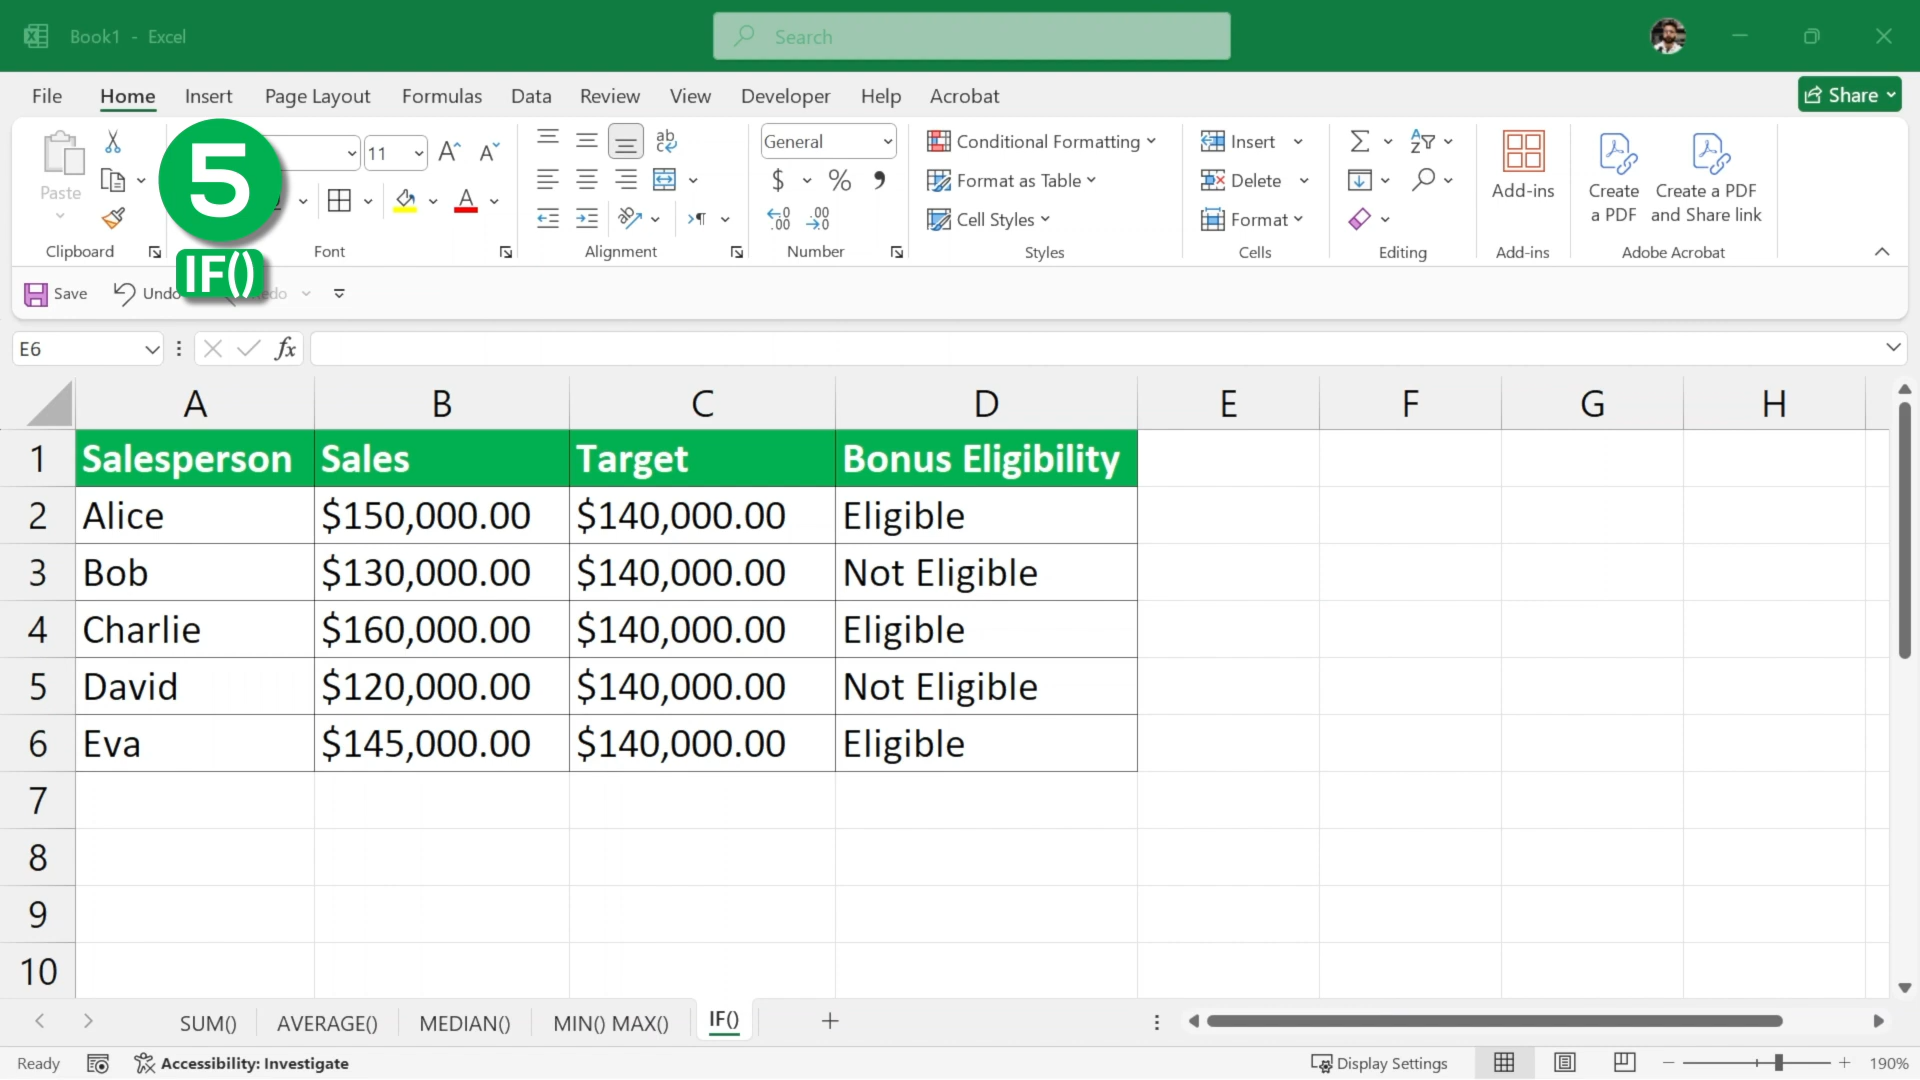 Book1 - Excel
Search
File Home Insert Page Layout Formulas Data Review View Developer Help Acrobat
Share
5
IF()
Paste
11
General
Conditional Formatting
Format as Table
Cell Styles
Insert
Delete
Format
Add-ins
Create
a PDF
Create a PDF
and Share link
Clipboard Font Alignment Number Styles Cells Editing Add-ins Adobe Acrobat
Save Undo
E6
fx
A B C D E F G H
1 Salesperson Sales Target Bonus Eligibility
2 Alice $150,000.00 $140,000.00 Eligible
3 Bob $130,000.00 $140,000.00 Not Eligible
4 Charlie $160,000.00 $140,000.00 Eligible
5 David $120,000.00 $140,000.00 Not Eligible
6 Eva $145,000.00 $140,000.00 Eligible
7
8
9
10
SUM() AVERAGE() MEDIAN() MIN() MAX() IF()
Ready Accessibility: Investigate Display Settings 190%